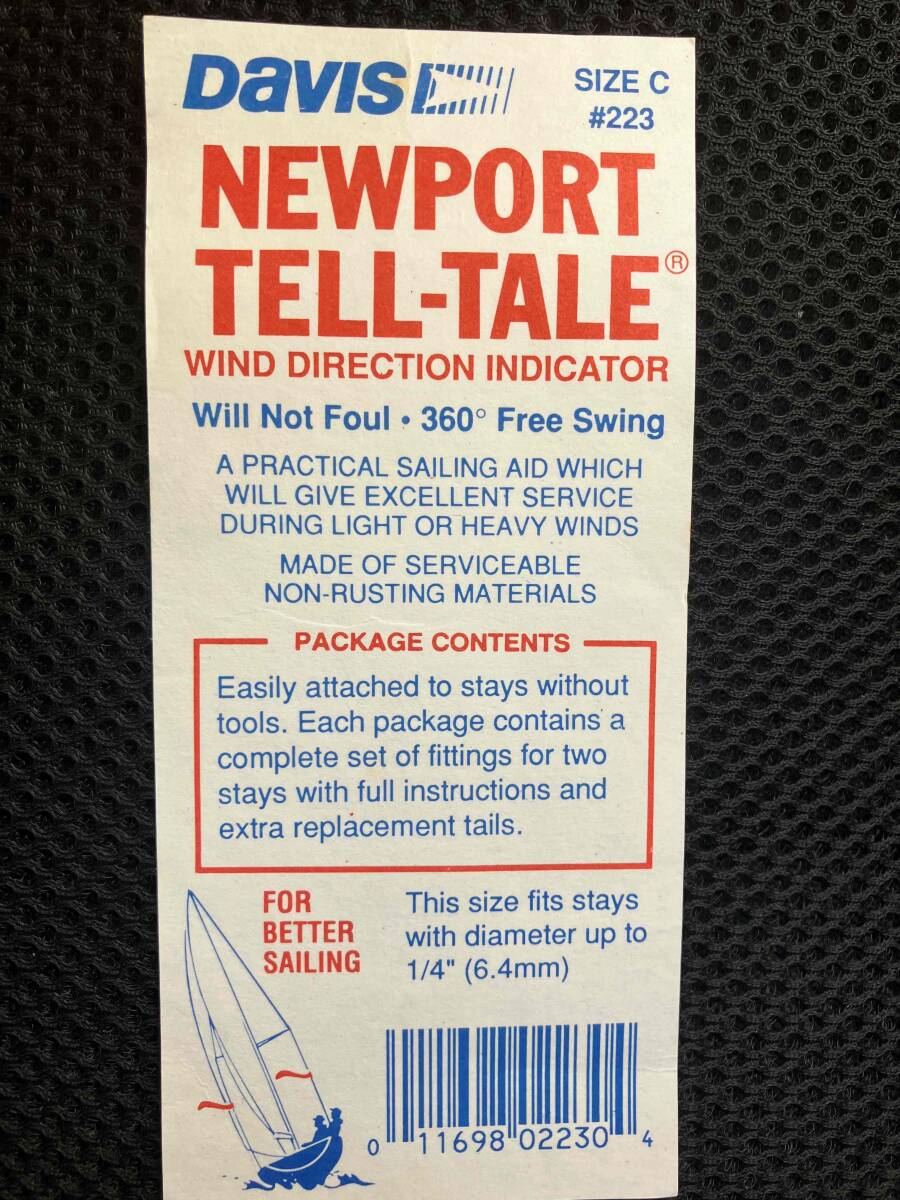 Davis
SIZE C
#223
NEWPORT
TELL-TALE®
WIND DIRECTION INDICATOR
Will Not Foul • 360° Free Swing
A PRACTICAL SAILING AID WHICH
WILL GIVE EXCELLENT SERVICE
DURING LIGHT OR HEAVY WINDS
MADE OF SERVICEABLE
NON-RUSTING MATERIALS
PACKAGE CONTENTS
Easily attached to stays without
tools. Each package contains a
complete set of fittings for two
stays with full instructions and
extra replacement tails.
FOR
BETTER
SAILING
This size fits stays
with diameter up to
1/4" (6.4mm)
0 11698 02230 4